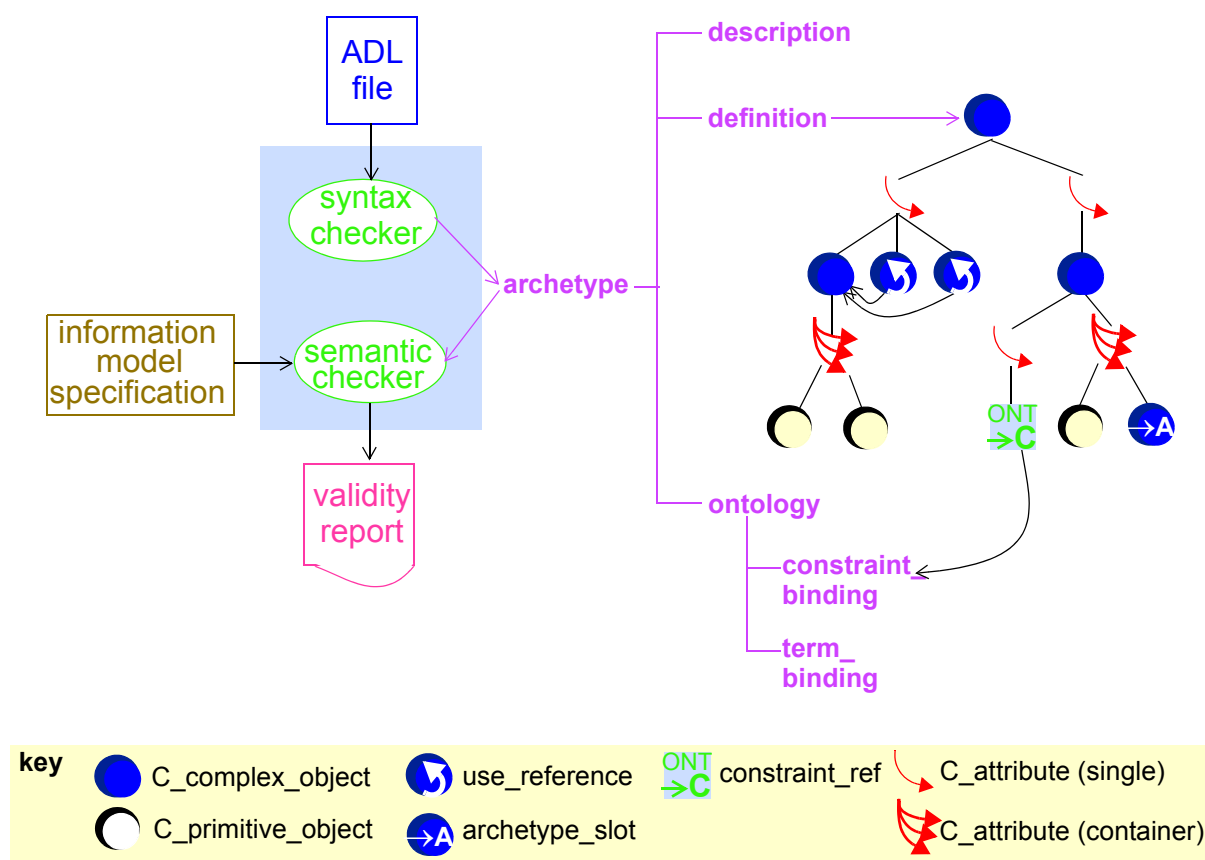 ADL
file
syntax
checker
information
model
specification
semantic
checker
validity
report
archetype
description
definition
ONT
→C
→A
ontology
constraint_
binding
term_
binding
key
C_complex_object
use_reference
ONT
→C
constraint_ref
C_attribute (single)
C_primitive_object
→A
archetype_slot
C_attribute (container)